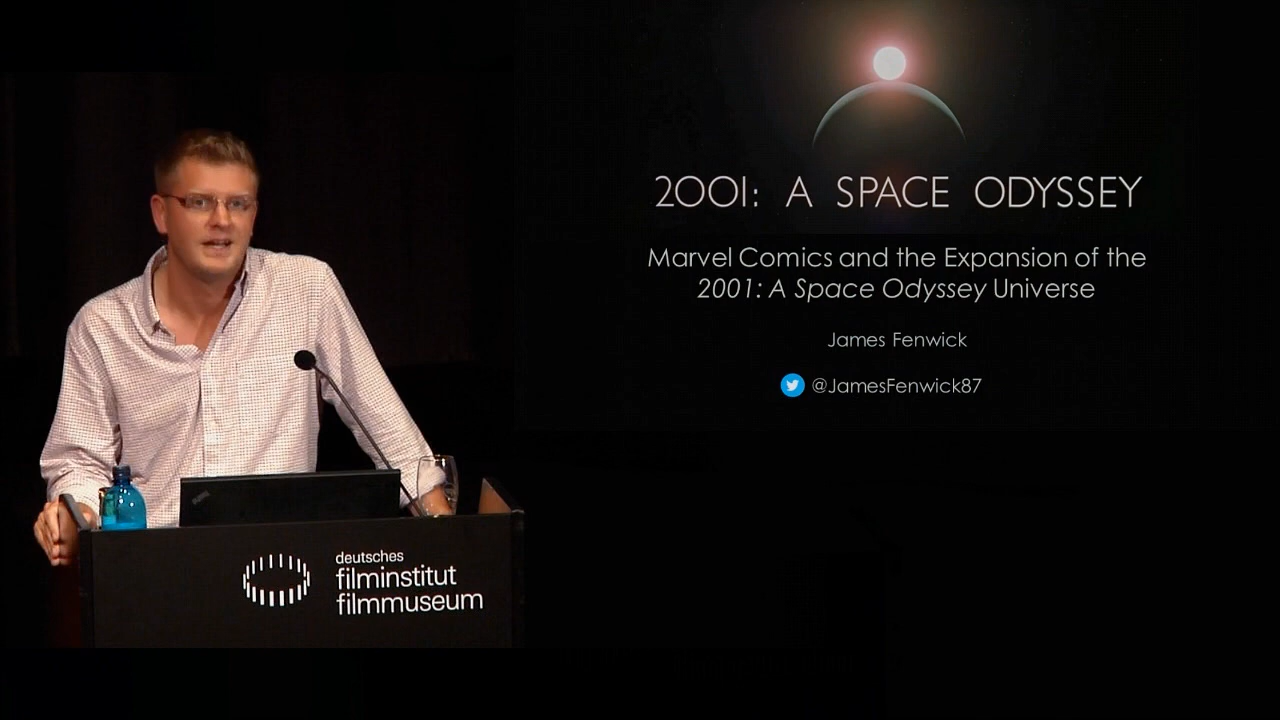 2001: A SPACE ODYSSEY
Marvel Comics and the Expansion of the
2001: A Space Odyssey Universe
James Fenwick
@JamesFenwick87
deutsches
filminstitut
filmmuseum